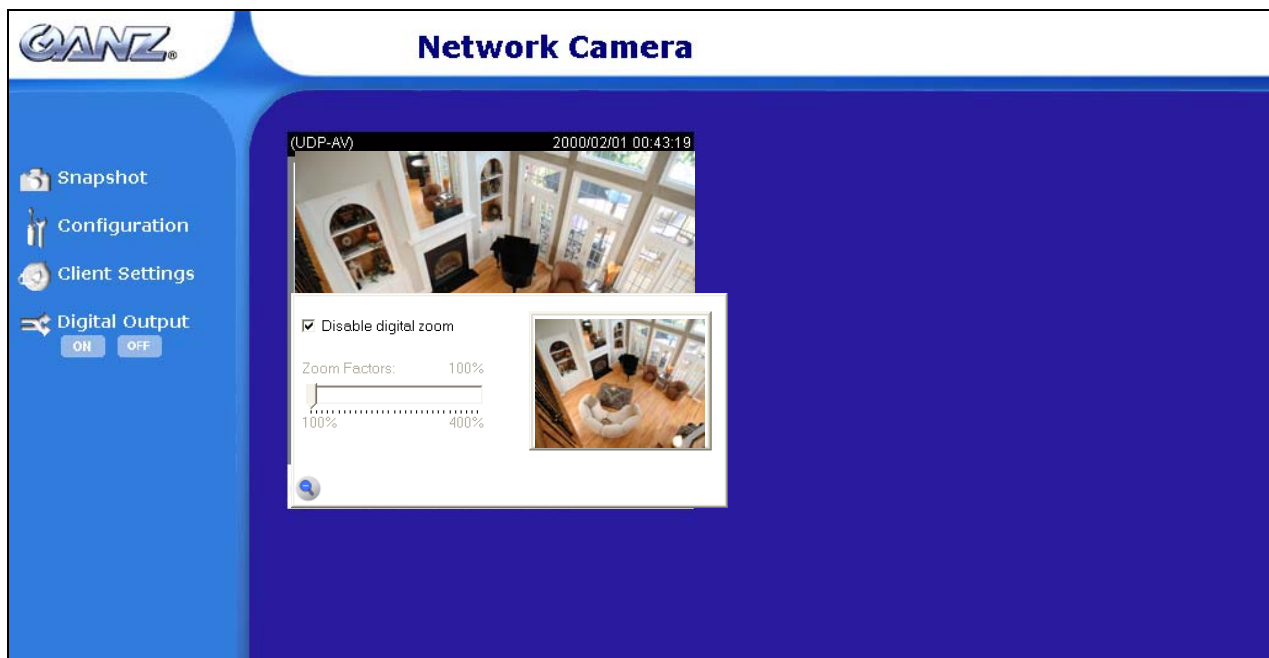 GANZ®
Network Camera
Snapshot
Configuration
Client Settings
Digital Output
ON OFF
(UDP-AV) 2000/02/01 00:43:19
Disable digital zoom
Zoom Factors: 100%
100% 400%